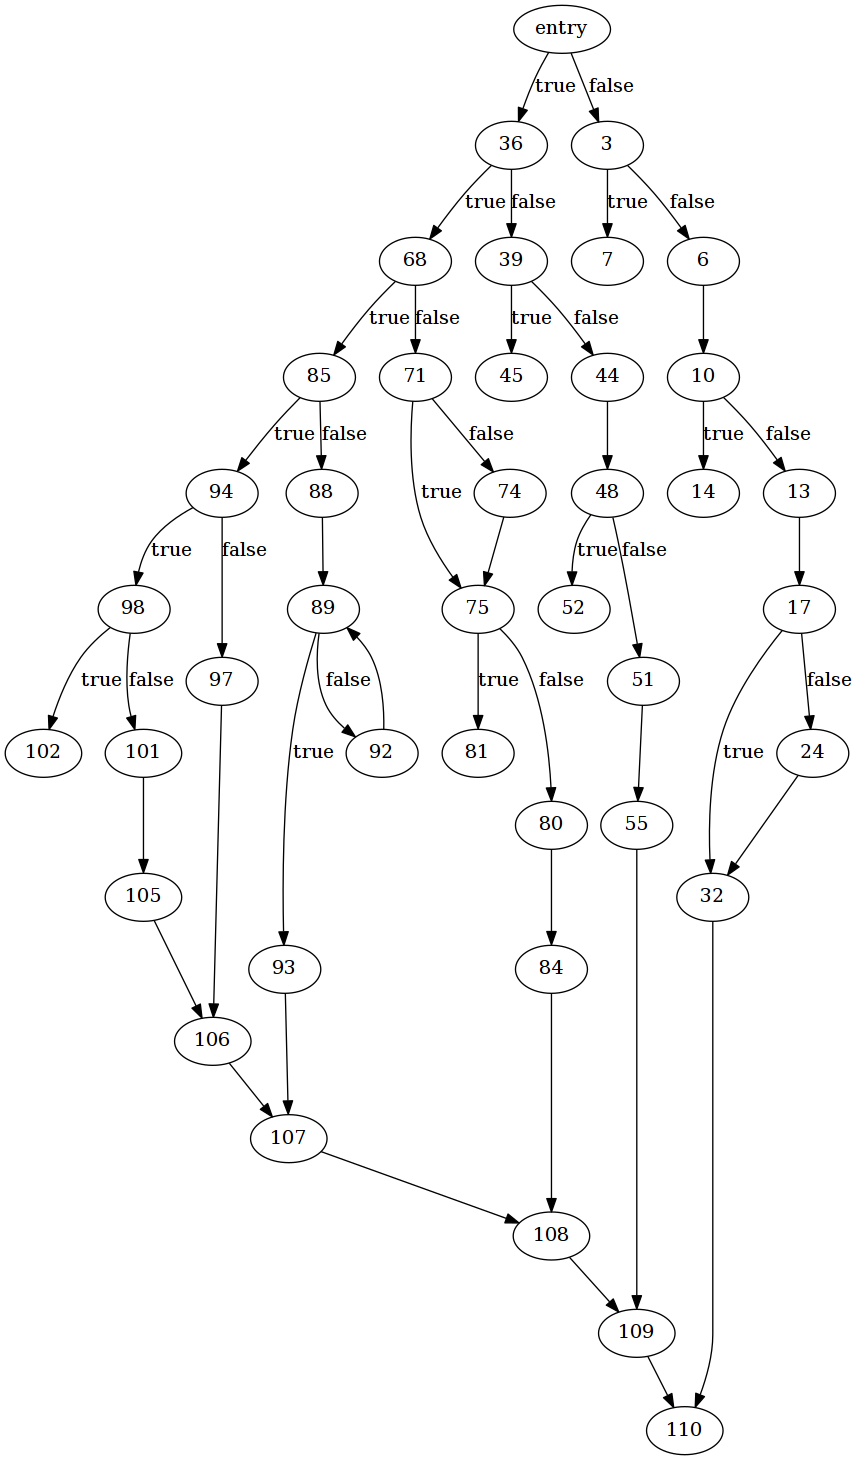 entry
true false
36 3
true false true false
68 39 7 6
true false true false
85 71 45 44 10
true false false true false
94 88 74 48 14 13
true false true true false
98 89 75 52 17
true false 97 false true false 51 false
102 101 true 92 81 true 24
80 55
105 32
93 84
106
107
108
109
110